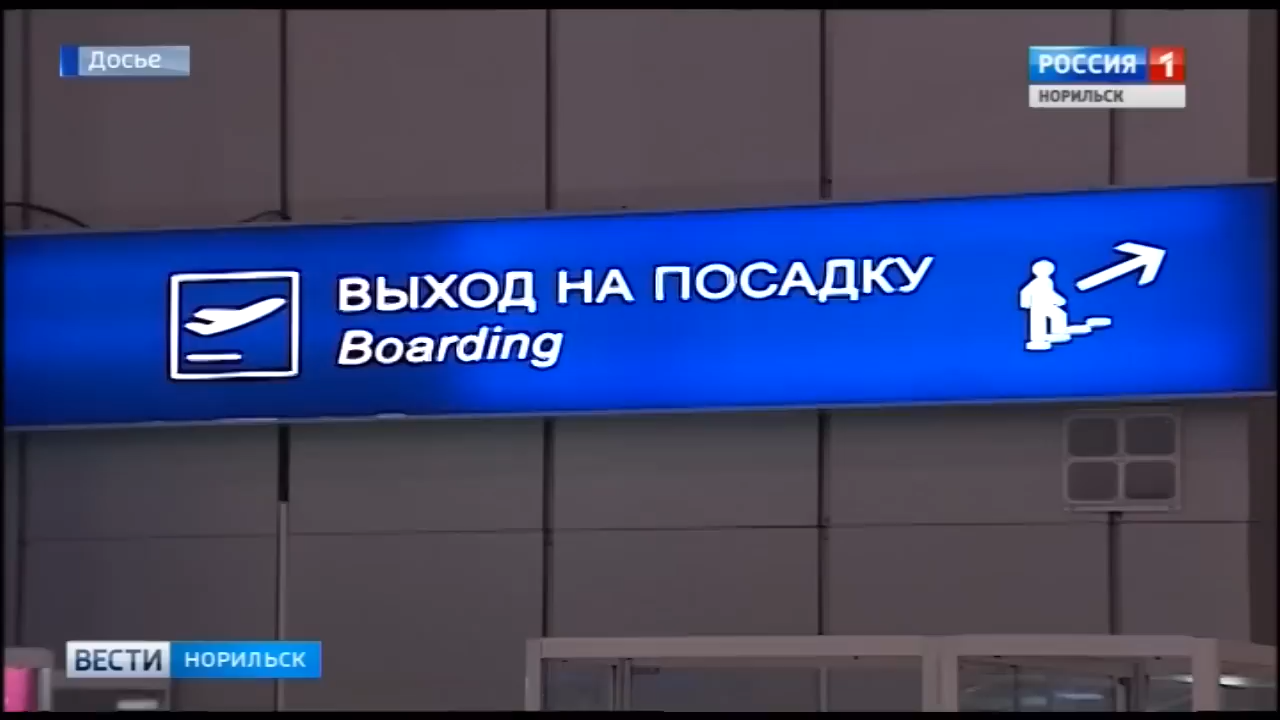 Досье
РОССИЯ 1
НОРИЛЬСК
ВЫХОД НА ПОСАДКУ
Boarding
ВЕСТИ НОРИЛЬСК